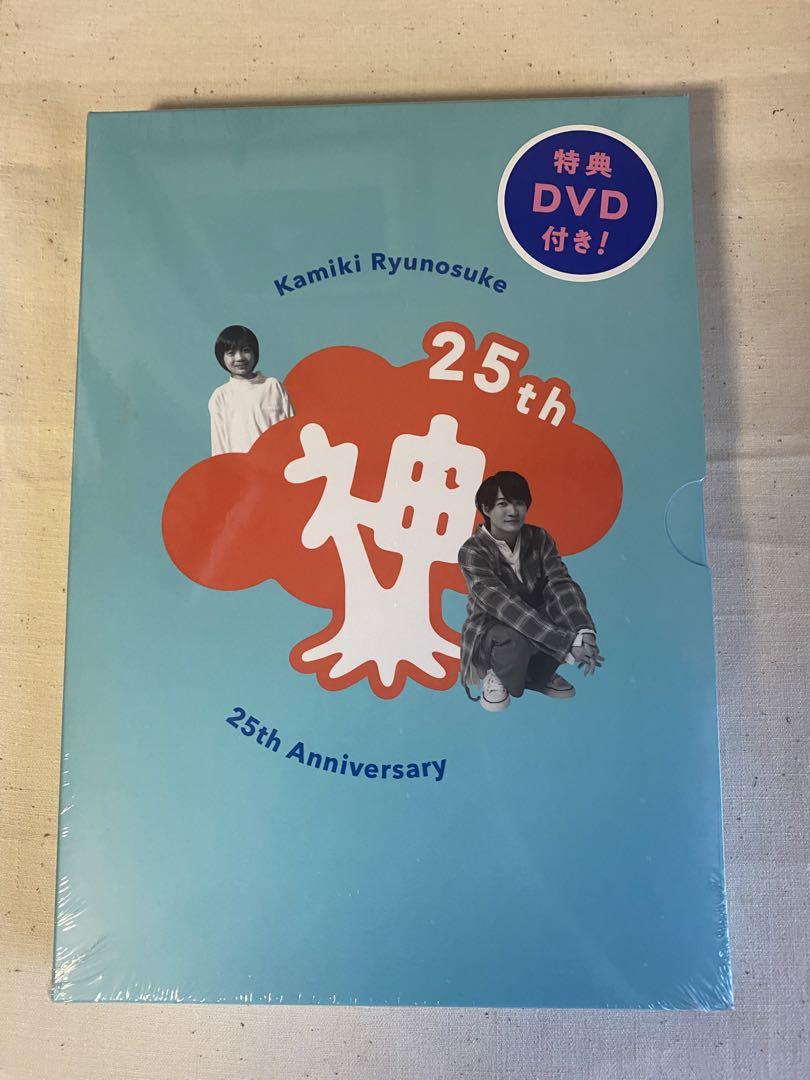 特典
DVD
付き!
Kamiki Ryunosuke
25th
神
25th Anniversary